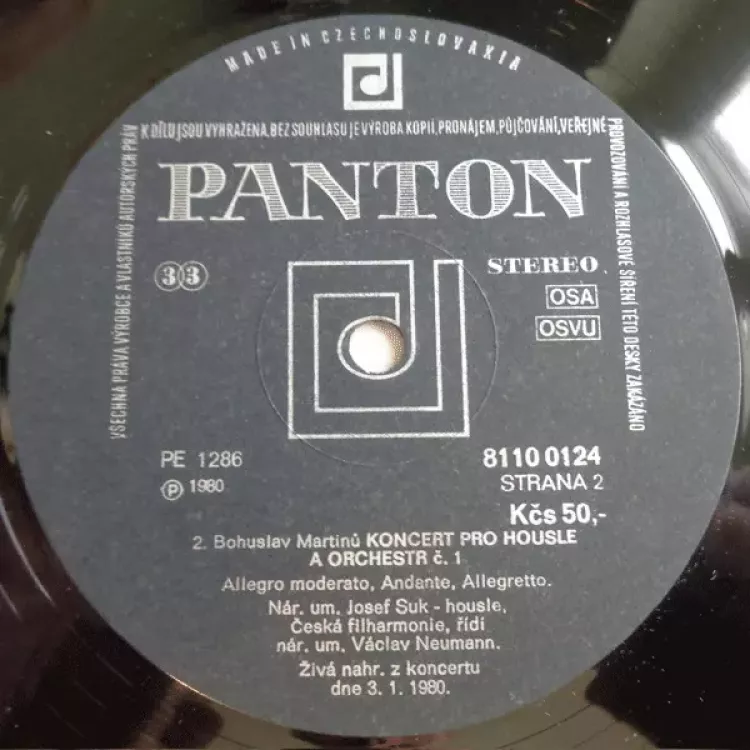 MADE IN CZECHOSLOVAKIA
VŠECHNA PRÁVA VÝROBCE A VLASTNÍKŮ AUTORSKÝCH PRÁV
K DÍLU JSOU VYHRAŽENA. BEZ SOUHLASU JE VÝROBA KOPIÍ, PRONÁJEM, PŮJČOVÁNÍ, VEŘEJNÉ
PROVOZOVÁNÍ A ROZHLASOVÉ ŠÍŘENÍ TÉTO DESKY ZAKÁZÁNO
PANTON
33
STEREO
OSA
OSVU
PE 1286
8110 0124
Ⓟ 1980
STRANA 2
Kčs 50,-
2. Bohuslav Martinů KONCERT PRO HOUSLE
A ORCHESTR č. 1
Allegro moderato, Andante, Allegretto.
Nár. um. Josef Suk - housle,
Česká filharmonie, řídí
nár. um. Václav Neumann.
Živá nahr. z koncertu
dne 3. 1. 1980.